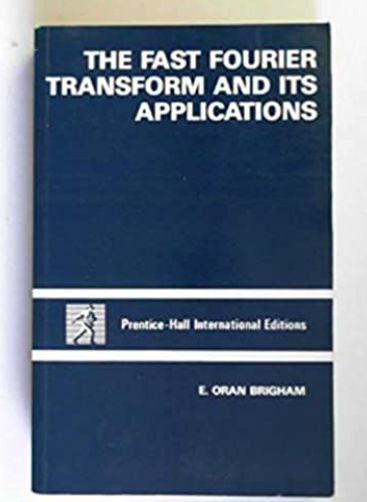 THE FAST FOURIER
TRANSFORM AND ITS
APPLICATIONS
Prentice-Hall International Editions
E. ORAN BRIGHAM